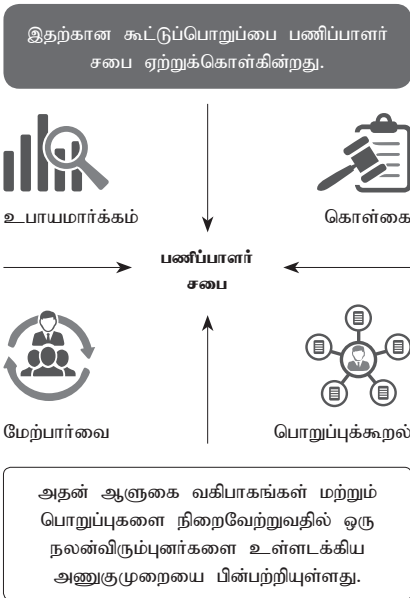 இதற்கான கூட்டுப்பொறுப்பை பணிப்பாளர்
சபை ஏற்றுக்கொள்கின்றது.
உபாயமார்க்கம்
கொள்கை
பணிப்பாளர்
சபை
மேற்பார்வை
பொறுப்புக்கூறல்
அதன் ஆளுகை வகிபாகங்கள் மற்றும்
பொறுப்புகளை நிறைவேற்றுவதில் ஒரு
நலன்விரும்புனர்களை உள்ளடக்கிய
அணுகுமுறையை பின்பற்றியுள்ளது.